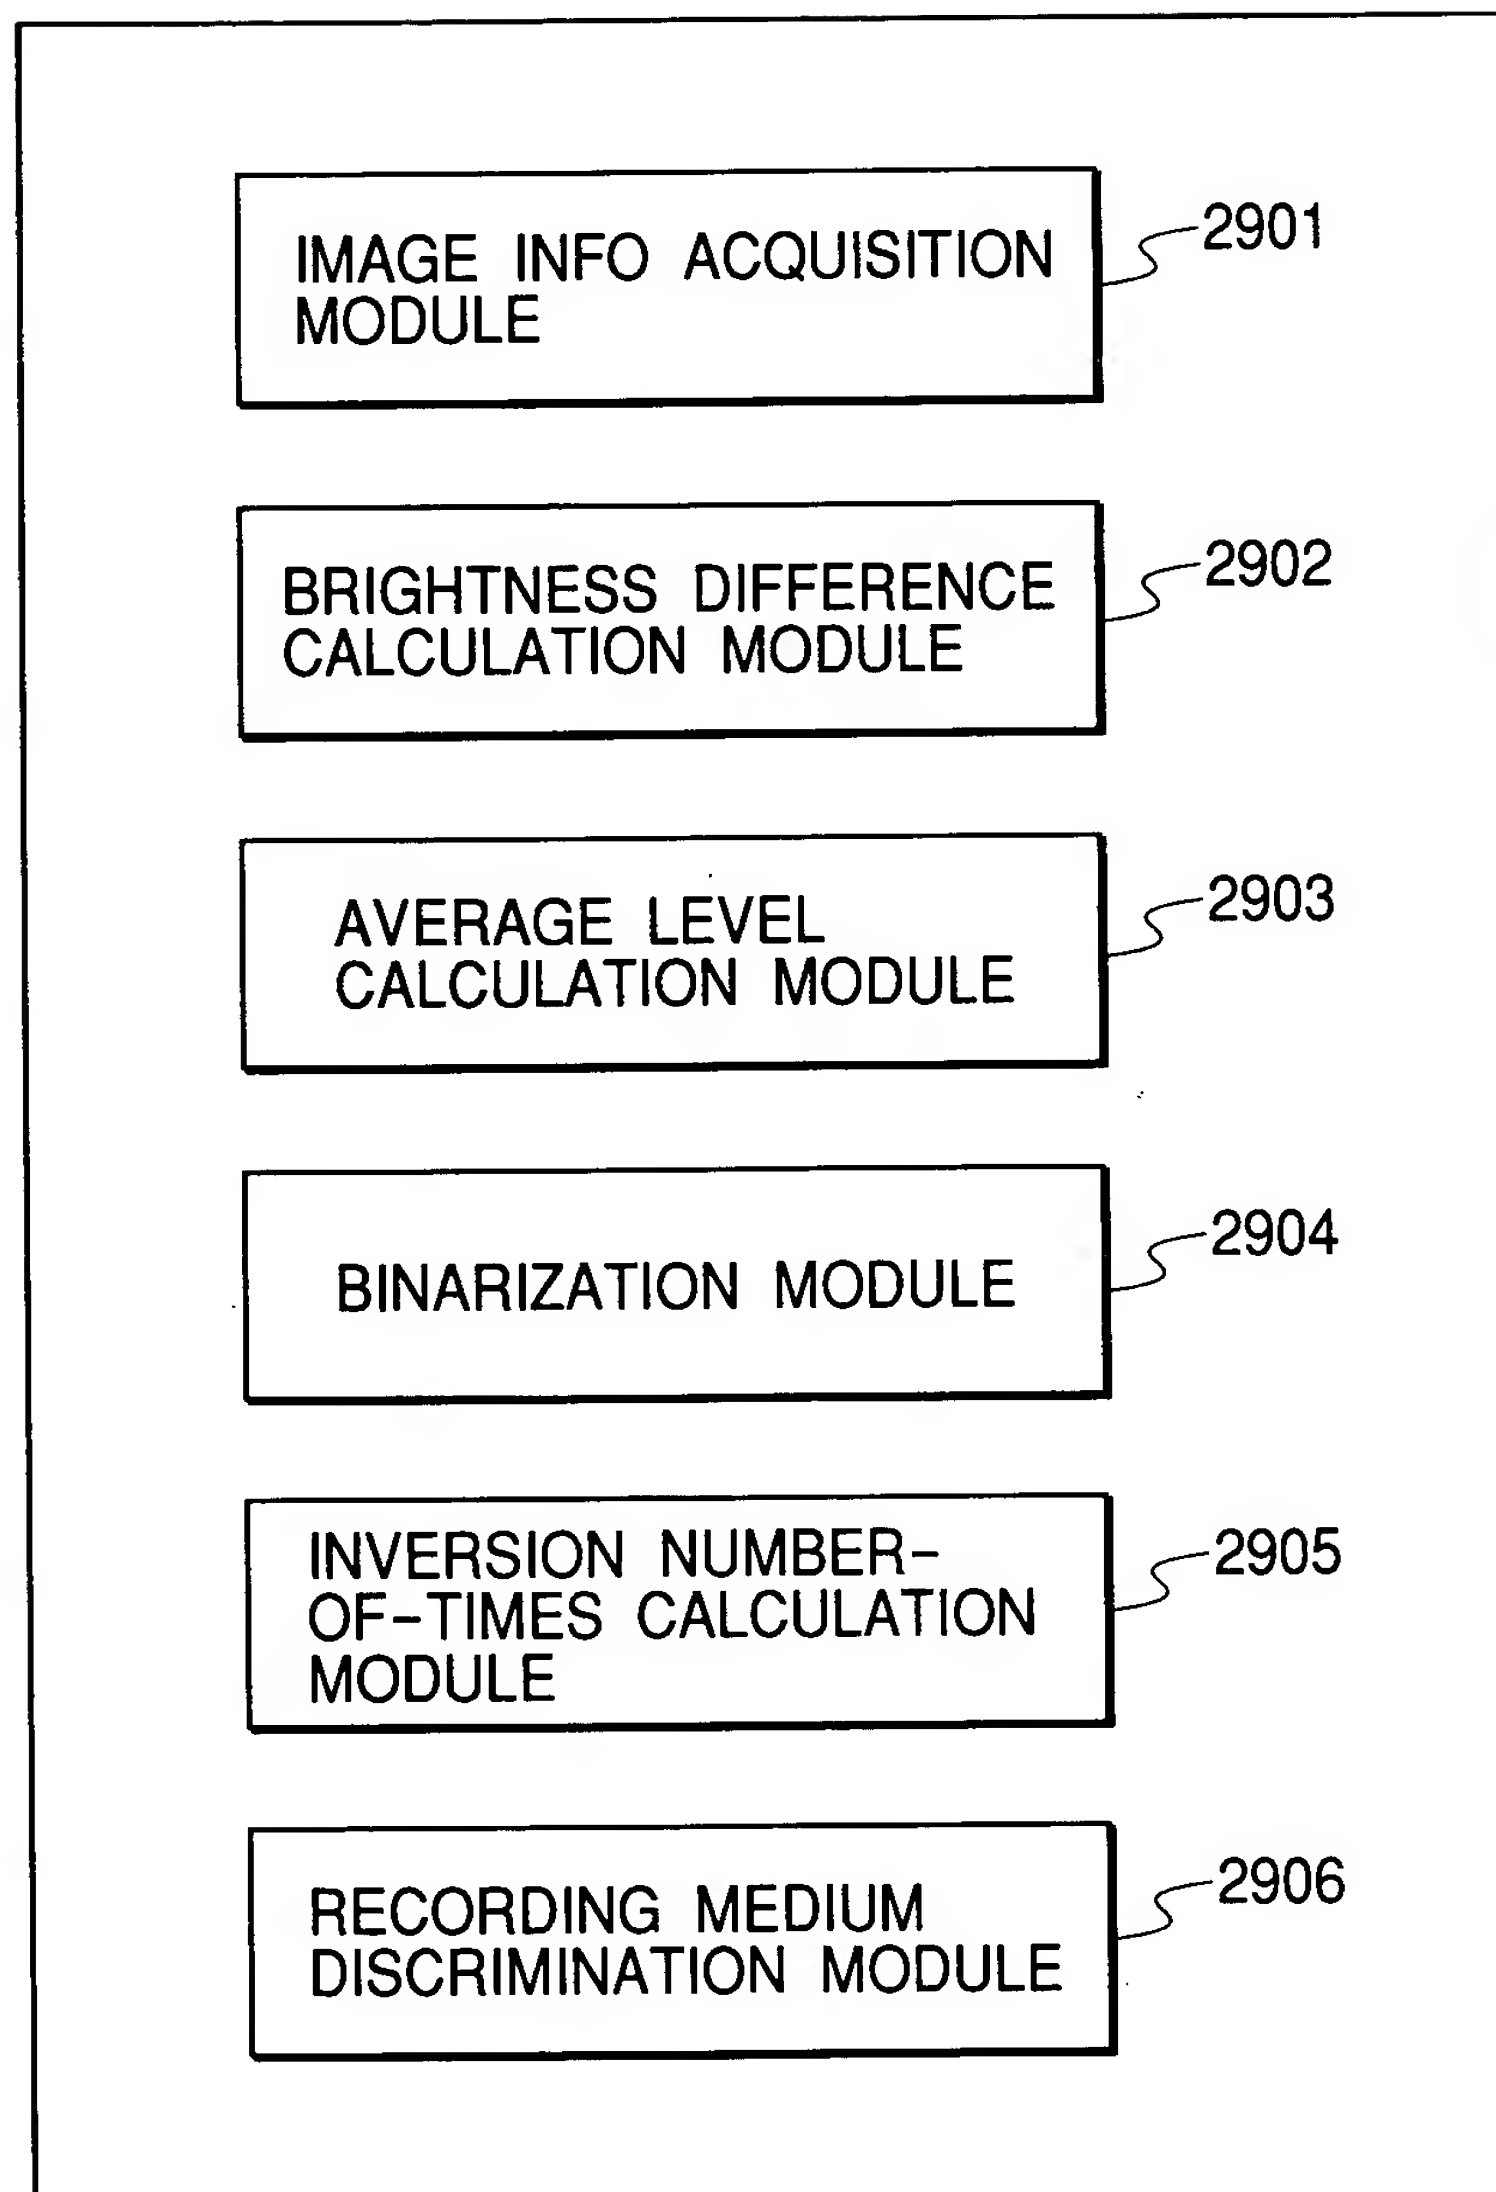 IMAGE INFO ACQUISITION
MODULE
2901
BRIGHTNESS DIFFERENCE
CALCULATION MODULE
2902
AVERAGE LEVEL
CALCULATION MODULE
2903
BINARIZATION MODULE
2904
INVERSION NUMBER-
OF-TIMES CALCULATION
MODULE
2905
RECORDING MEDIUM
DISCRIMINATION MODULE
2906